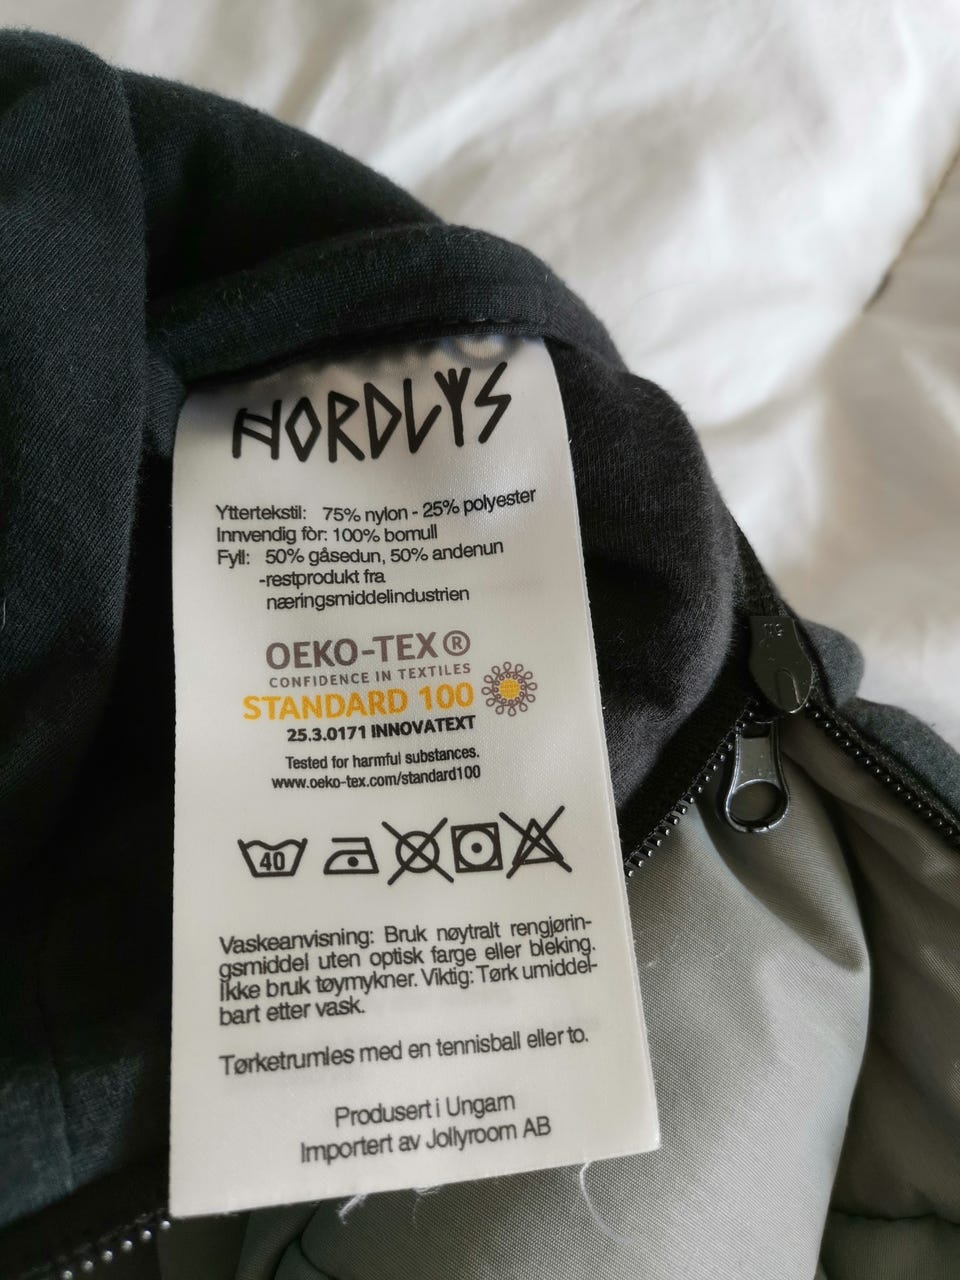 NORDLYS
Yttertekstil: 75% nylon - 25% polyester
Innvendig fòr: 100% bomull
Fyll: 50% gåsedun, 50% andenun
-restprodukt fra
næringsmiddelindustrien
OEKO-TEX®
CONFIDENCE IN TEXTILES
STANDARD 100
25.3.0171 INNOVATEXT
Tested for harmful substances.
www.oeko-tex.com/standard100
40
Vaskeanvisning: Bruk nøytralt rengjørin-
gsmiddel uten optisk farge eller bleking.
Ikke bruk tøymykner. Viktig: Tørk umiddel-
bart etter vask.
Tørketrumles med en tennisball eller to.
Produsert i Ungarn
Importert av Jollyroom AB